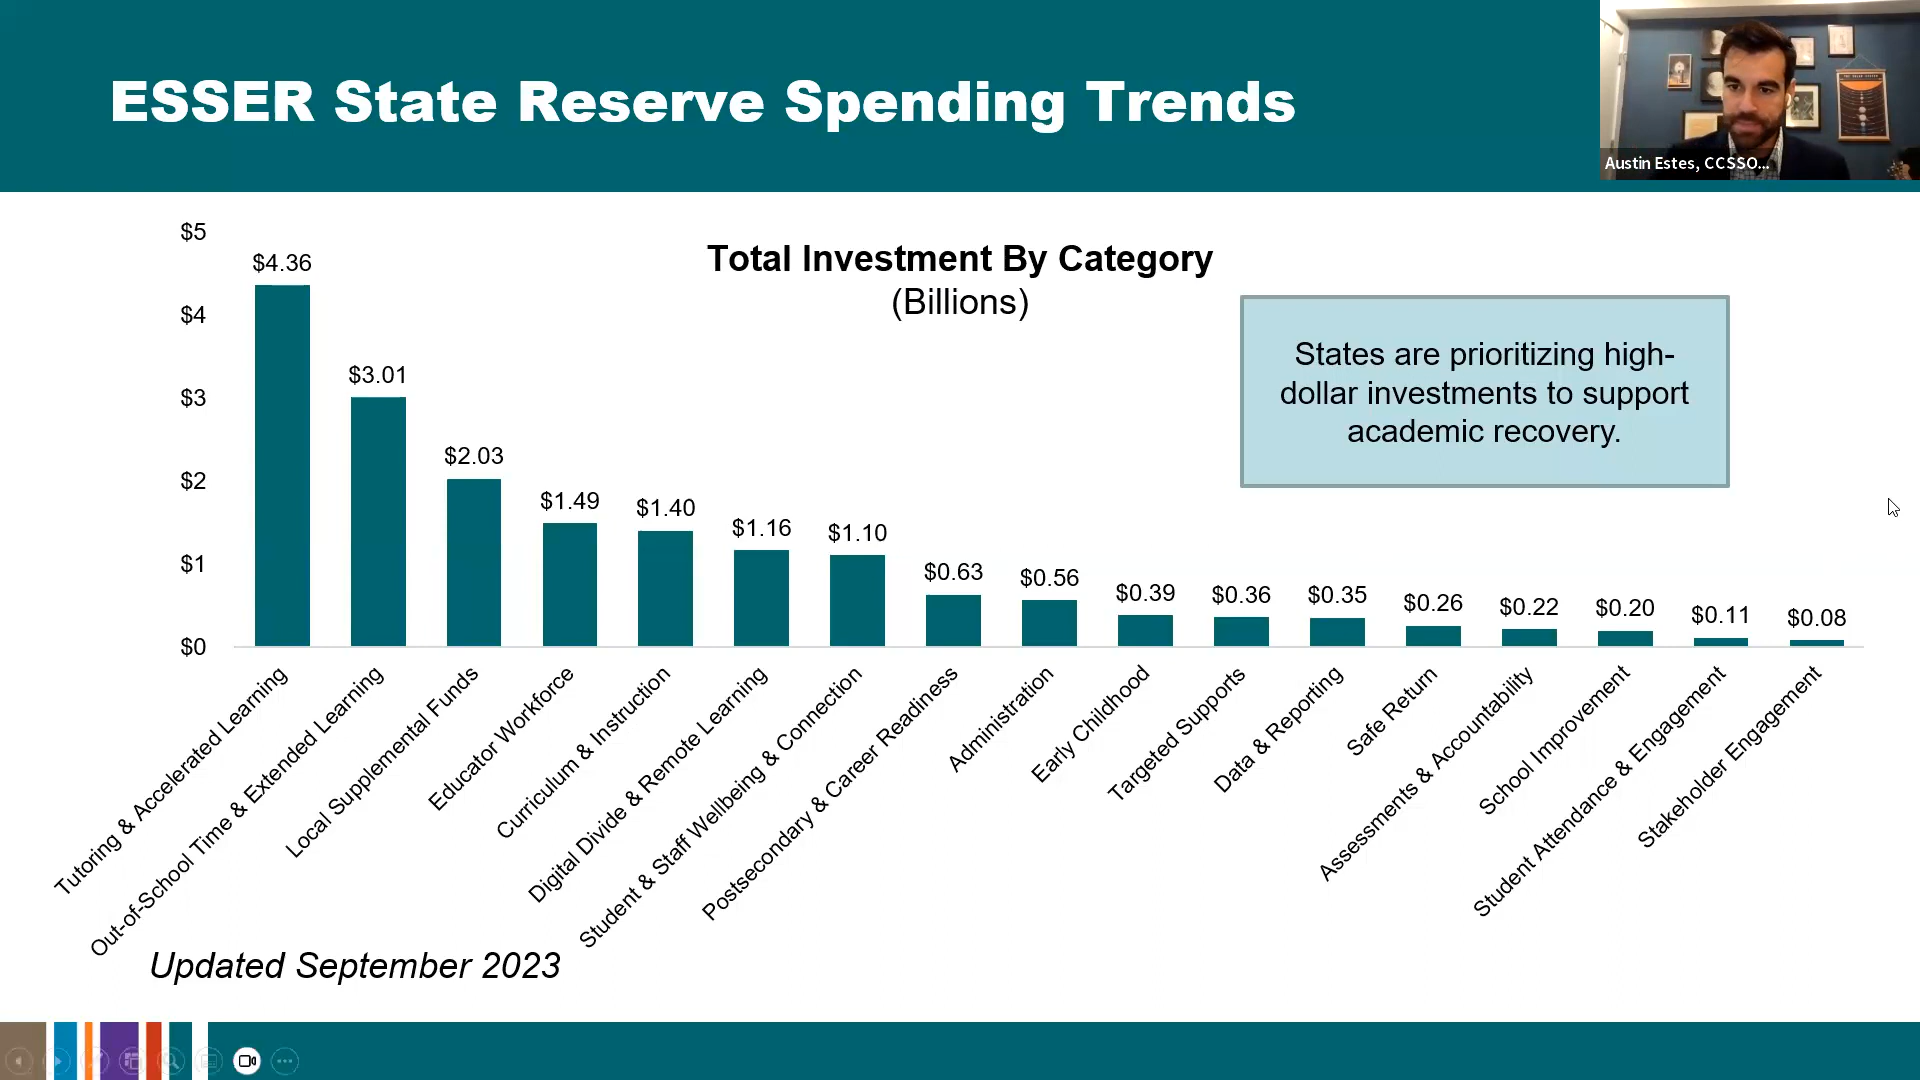 ESSER State Reserve Spending Trends
Austin Estes, CCSSO...
Total Investment By Category
(Billions)
$5
$4
$3
$2
$1
$0
$4.36
$3.01
$2.03
$1.49
$1.40
$1.16
$1.10
$0.63
$0.56
$0.39
$0.36
$0.35
$0.26
$0.22
$0.20
$0.11
$0.08
States are prioritizing high-
dollar investments to support
academic recovery.
Tutoring & Accelerated Learning
Out-of-School Time & Extended Learning
Local Supplemental Funds
Educator Workforce
Curriculum & Instruction
Digital Divide & Remote Learning
Student & Staff Wellbeing & Connection
Postsecondary & Career Readiness
Administration
Early Childhood
Targeted Supports
Data & Reporting
Safe Return
Assessments & Accountability
School Improvement
Student Attendance & Engagement
Stakeholder Engagement
Updated September 2023